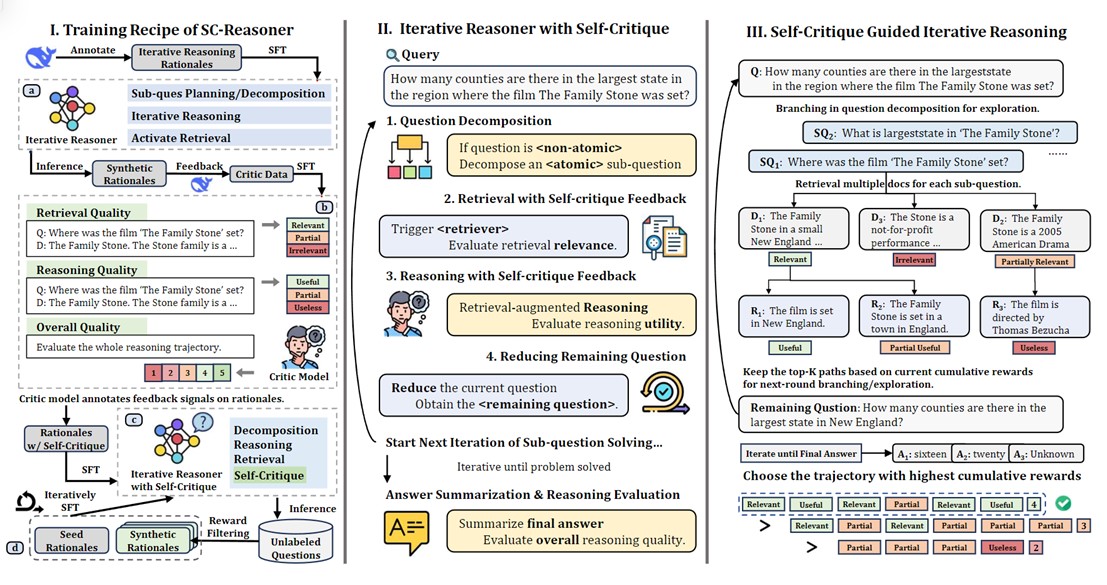 I. Training Recipe of SC-Reasoner
Annotate
Iterative Reasoning
Rationales
SFT
a
Iterative Reasoner
Sub-ques Planning/Decomposition
Iterative Reasoning
Activate Retrieval
Inference
Synthetic
Rationales
Feedback
Critic Data
SFT
b
Retrieval Quality
Q: Where was the film 'The Family Stone' set?
D: The Family Stone. The Stone family is a ...
Relevant
Partial
Irrelevant
Reasoning Quality
Q: Where was the film 'The Family Stone' set?
D: The Family Stone. The Stone family is a ...
Useful
Partial
Useless
Overall Quality
Evaluate the whole reasoning trajectory.
1 2 3 4 5
Critic Model
Critic model annotates feedback signals on rationales.
Rationales
w/ Self-Critique
SFT
c
Iterative Reasoner
with Self-Critique
Decomposition
Reasoning
Retrieval
Self-Critique
Iteratively
SFT
Inference
d
Seed
Rationales
Synthetic
Rationales
Reward
Filtering
Unlabeled
Questions
II. Iterative Reasoner with Self-Critique
Query
How many counties are there in the largest state in
the region where the film The Family Stone was set?
1. Question Decomposition
If question is <non-atomic>
Decompose an <atomic> sub-question
2. Retrieval with Self-critique Feedback
Trigger <retriever>
Evaluate retrieval relevance.
3. Reasoning with Self-critique Feedback
Retrieval-augmented Reasoning
Evaluate reasoning utility.
4. Reducing Remaining Question
Reduce the current question
Obtain the <remaining question>.
Start Next Iteration of Sub-question Solving...
Iterative until problem solved
Answer Summarization & Reasoning Evaluation
A=
Summarize final answer
Evaluate overall reasoning quality.
III. Self-Critique Guided Iterative Reasoning
Q: How many counties are there in the largeststate
in the region where the film The Family Stone was set?
Branching in question decomposition for exploration.
SQ₂: What is largeststate in 'The Family Stone'?
SQ₁: Where was the film 'The Family Stone' set?
......
Retrieval multiple docs for each sub-question.
D₁: The Family
Stone in a small
New England ...
Relevant
D₃: The Stone is a
not-for-profit
performance ...
Irrelevant
D₂: The Family
Stone is a 2005
American Drama
Partially Relevant
R₁: The film is set
in New England.
Useful
R₂: The Family
Stone is set in a
town in England.
Partial Useful
R₃: The film is
directed by
Thomas Bezucha
Useless
Keep the top-K paths based on current cumulative rewards
for next-round branching/exploration.
Remaining Qustion: How many counties are there in the
largest state in New England?
Iterate until Final Answer
A₁: sixteen
A₂: twenty
A₃: Unknown
Choose the trajectory with highest cumulative rewards
Relevant Useful Relevant Partial Relevant Useful 4
> Relevant Partial Relevant Partial Partial Partial 3
> Partial Partial Partial Useless 2